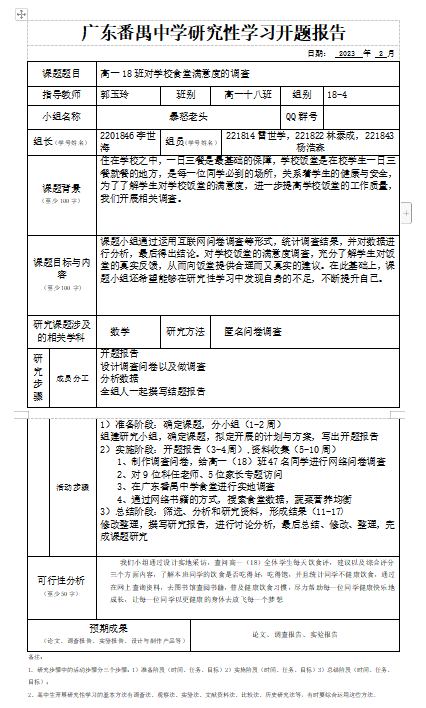 广东番禺中学研究性学习开题报告
日期： 2023 年 2 月
课题题目 高一18班对学校食堂满意度的调查
指导教师 郭玉玲 班别 高一十八班 组别 18-4
小组名称 暴怒老头 QQ群号
组长（学号姓名） 2201846 李世海 组员（学号姓名） 221814 雷世学，221822 林豪成，221843 杨浩淼
课题背景
（至少100字）
住在学校之中，一日三餐是最基础的保障，学校饭堂是在校学生一日三
餐就餐的地方，是每一位同学必到的场所，关系着学生的健康与安全，
为了了解学生对学校饭堂的满意度，进一步提高学校饭堂的工作质量，
我们开展相关调查。
课题目标与内容
（至少100字）
课题小组通过运用互联网问卷调查等形式，统计调查结果，并对数据进
行分析，最后得出结论。对学校饭堂的满意度调查，充分了解学生对饭
堂的真实反馈，从而向饭堂提供合理而又真实的建议。在此基础上，课
题小组还希望能够在研究性学习中发现自身的不足，不断提升自己。
研究课题涉及的相关学科 数学 研究方法 匿名问卷调查
研究步骤
成员分工
开题报告
设计调查问卷以及做调查
分析数据
全组人一起撰写结题报告
活动步骤
1）准备阶段：确定课题，分小组（1-2周）
组建研究小组，确定课题，拟定开展的计划与方案，写出开题报告
2）实施阶段：开题报告（3-4周），资料收集（5-10周）
1、制作调查问卷，给高一（18）班47名同学进行网络问卷调查
2、对9位科任老师、5位家长专题访问
3、在广东番禺中学食堂进行实地调查
4、通过网络书籍的方式，搜索食堂数据，蔬菜营养均衡
3）总结阶段：筛选、分析和研究资料，形成结果（11-17）
修改整理，撰写研究报告，进行讨论分析，最后总结、修改、整理，完
成课题研究
可行性分析
（至少50字）
我们小组通过设计实地采访，查问高一（18）全体学生每天饮食评，建议以及综合评分
三个方面内容，了解本班同学的饮食是否吃得好，吃得饱，并且统计同学不健康饮食，通过
在网上查询资料，去图书馆查阅书籍，普及健康饮食习惯，尽力帮助每一位同学健康快乐地
成长，让每一位同学以更健康的身体去放飞每一个梦想
预期成果
（论文、调查报告、实验报告、设计与制作产品等）
论文、调查报告、实验报告
备注：
1．研究步骤中的活动步骤分三个步骤：1）准备阶段（时间、任务、目标）2）实施阶段（时间、任务、目标）3）总结阶段（时间、任务、
目标）；
2．高中生开展研究性学习的基本方法有调查法、观察法、实验法、文献资料法、比较法、历史研究法等，有时要综合运用这些方法．